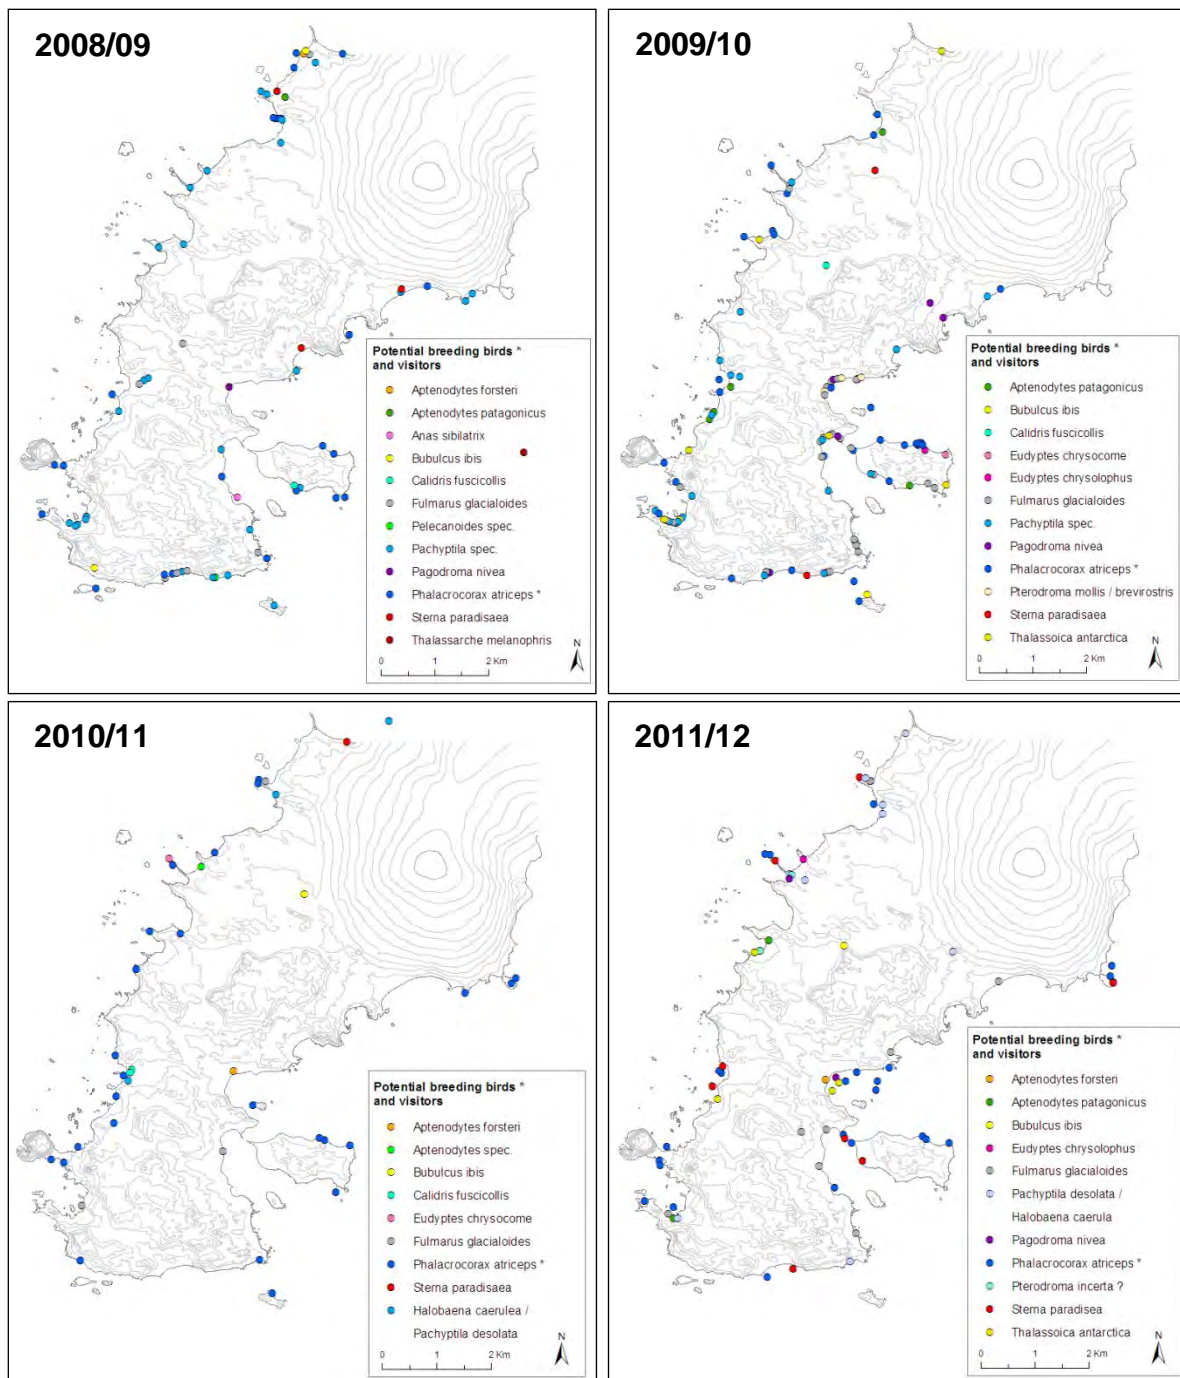 2008/09
Potential breeding birds *
and visitors
Aptenodytes forsteri
Aptenodytes patagonicus
Anas sibilatrix
Bubulcus ibis
Calidris fuscicollis
Fulmarus glacialoides
Pelecanoides spec.
Pachyptila spec.
Pagodroma nivea
Phalacrocorax atriceps *
Sterna paradisaea
Thalassarche melanophris
N
0 1 2 Km
2009/10
Potential breeding birds *
and visitors
Aptenodytes patagonicus
Bubulcus ibis
Calidris fuscicollis
Eudyptes chrysocome
Eudyptes chrysolophus
Fulmarus glacialoides
Pachyptila spec.
Pagodroma nivea
Phalacrocorax atriceps *
Pterodroma mollis / brevirostris
Sterna paradisaea
Thalassoica antarctica
N
0 1 2 Km
2010/11
Potential breeding birds *
and visitors
Aptenodytes forsteri
Aptenodytes spec.
Bubulcus ibis
Calidris fuscicollis
Eudyptes chrysocome
Fulmarus glacialoides
Phalacrocorax atriceps *
Sterna paradisaea
Halobaena caerulea /
Pachyptila desolata
N
0 1 2 Km
2011/12
Potential breeding birds *
and visitors
Aptenodytes forsteri
Aptenodytes patagonicus
Bubulcus ibis
Eudyptes chrysolophus
Fulmarus glacialoides
Pachyptila desolata /
Halobaena caerula
Pagodroma nivea
Phalacrocorax atriceps *
Pterodroma incerta ?
Sterna paradisea
Thalassoica antarctica
N
0 1 2 Km